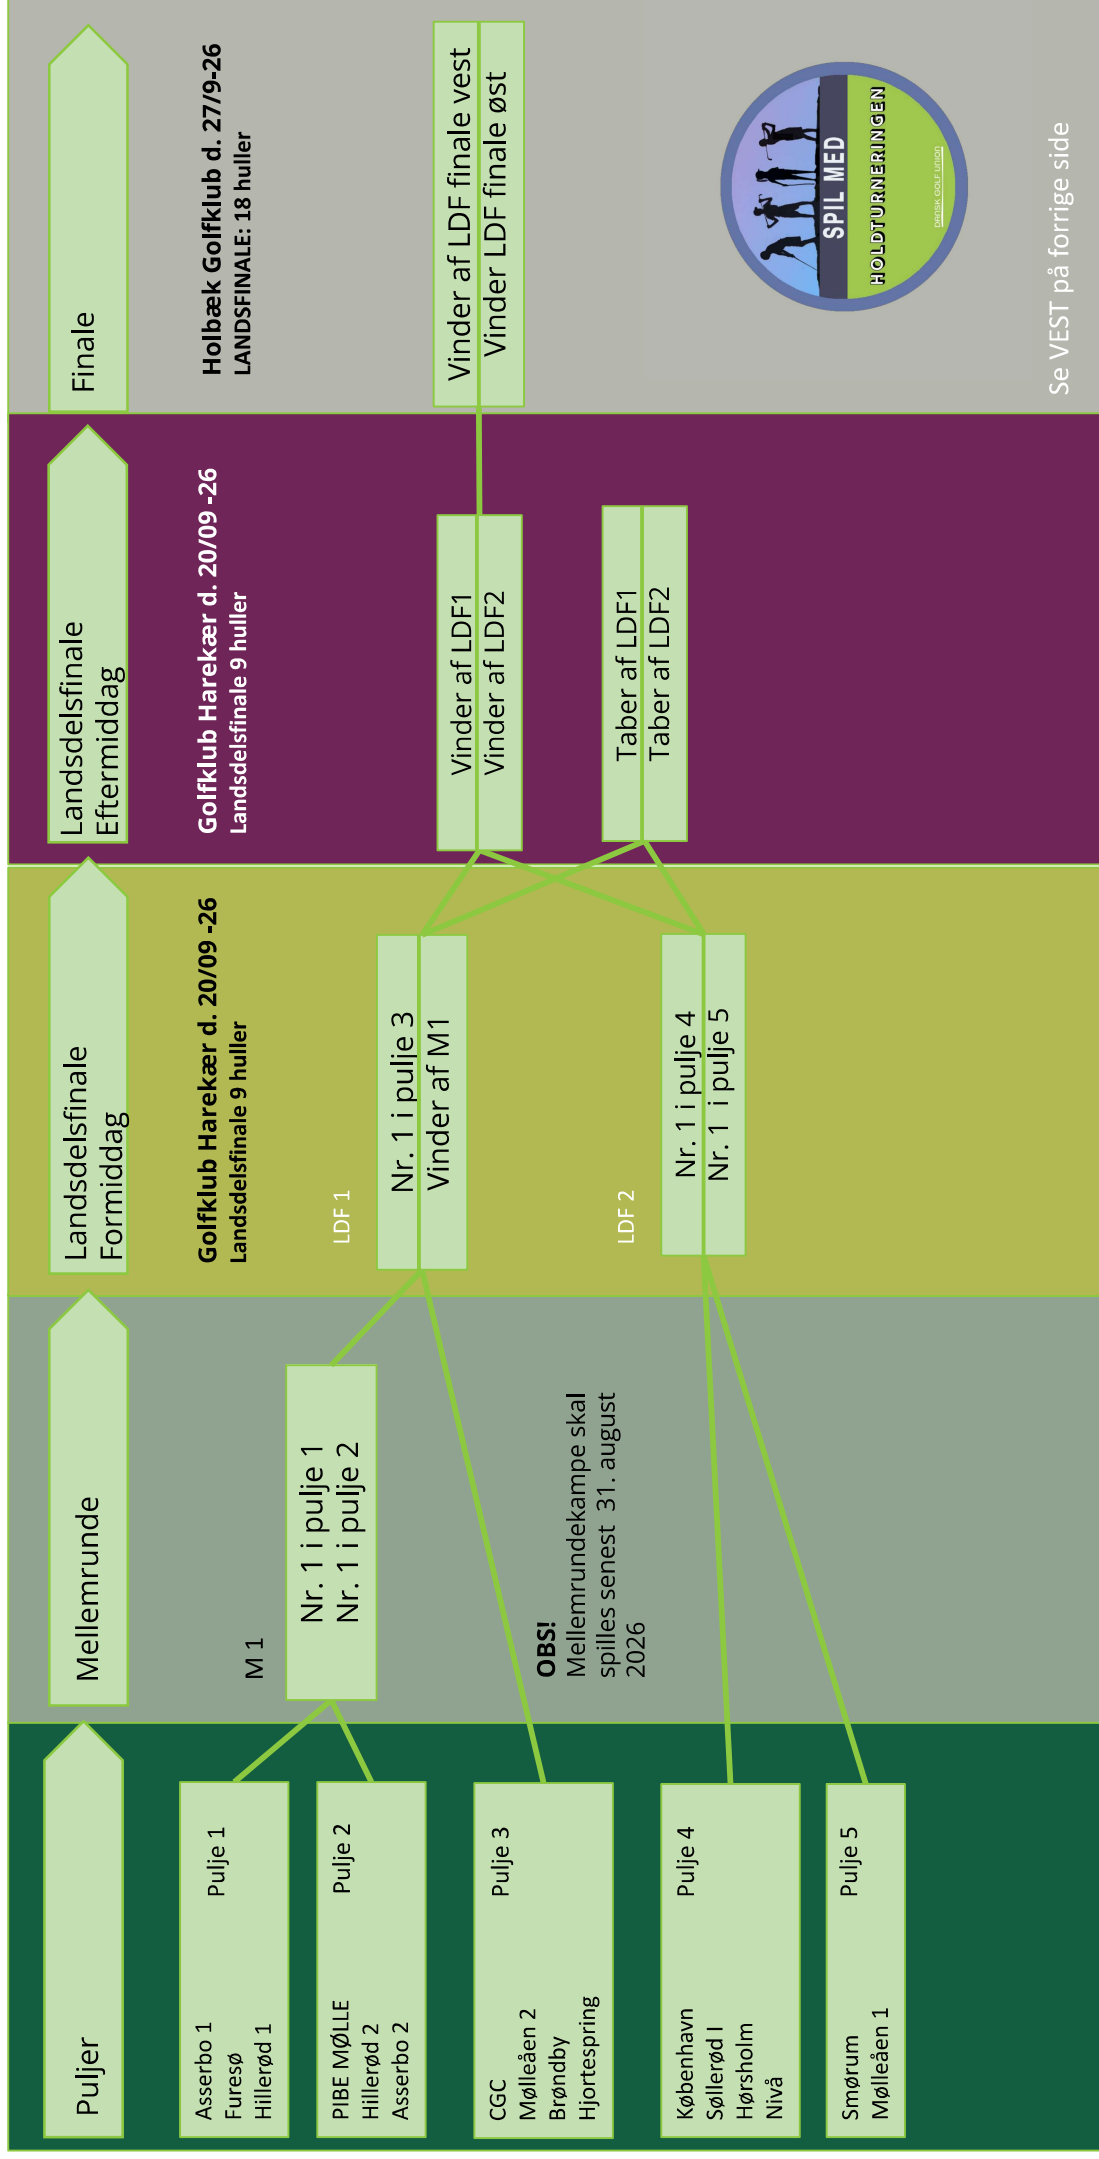 Puljer
Mellemrunde
Landsdelsfinale
Formiddag
Landsdelsfinale
Eftermiddag
Finale
Golfklub Harekær d. 20/09 -26
Landsdelsfinale 9 huller
Golfklub Harekær d. 20/09 -26
Landsdelsfinale 9 huller
Holbæk Golfklub d. 27/9-26
LANDSFINALE: 18 huller
Pulje 1
Asserbo 1
Furesø
Hillerød 1
Pulje 2
PIBE MØLLE
Hillerød 2
Asserbo 2
Pulje 3
CGC
Mølleåen 2
Brøndby
Hjortespring
Pulje 4
København
Søllerød I
Hørsholm
Nivå
Pulje 5
Smørum
Mølleåen 1
M 1
Nr. 1 i pulje 1
Nr. 1 i pulje 2
OBS!
Mellemrundekampe skal
spilles senest 31. august
2026
LDF 1
Nr. 1 i pulje 3
Vinder af M1
LDF 2
Nr. 1 i pulje 4
Nr. 1 i pulje 5
Vinder af LDF1
Vinder af LDF2
Taber af LDF1
Taber af LDF2
Vinder af LDF finale vest
Vinder LDF finale øst
SPIL MED
HOLDTURNERINGEN
DANSK GOLF UNION
Se VEST på forrige side